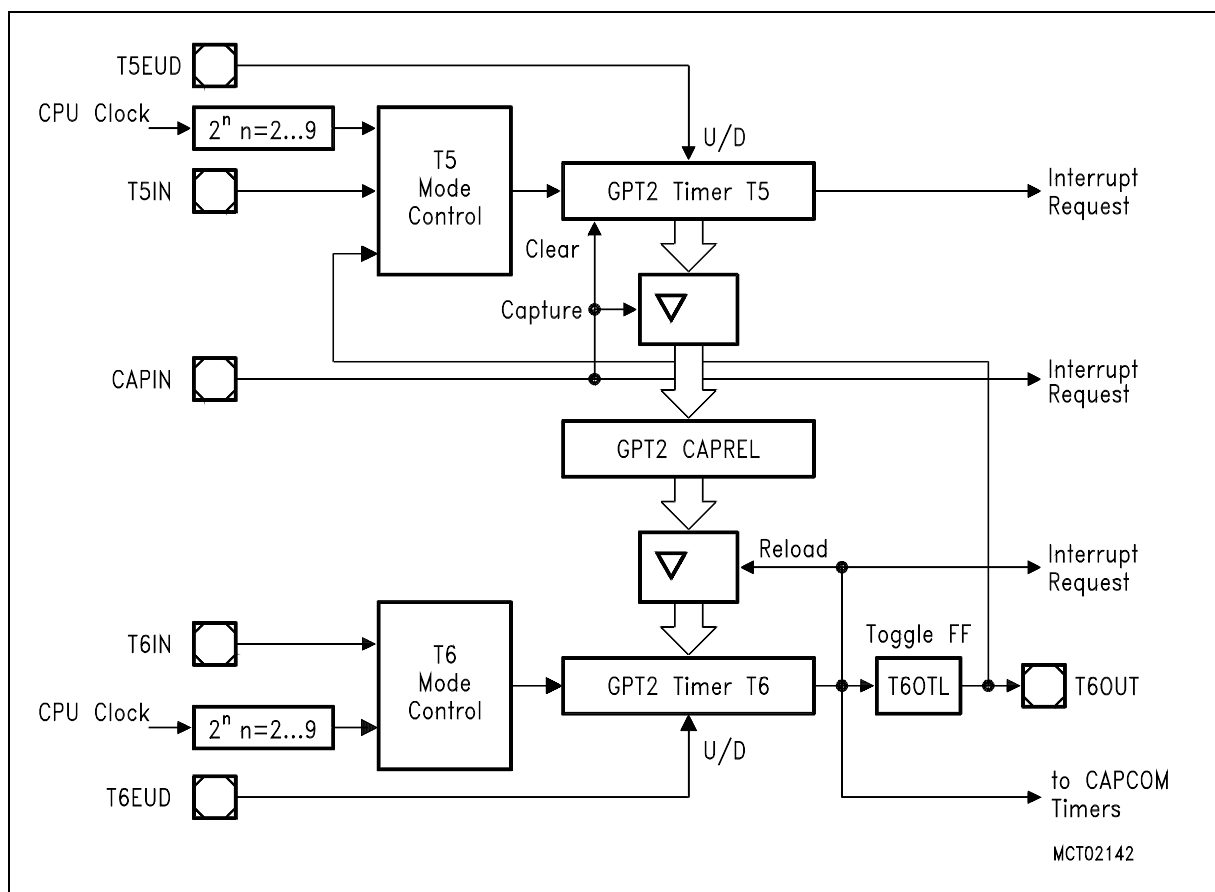 T5EUD
CPU Clock
2ⁿ n=2...9
U/D
T5
Mode
Control
GPT2 Timer T5
T5IN
Interrupt
Request
Clear
Capture
CAPIN
Interrupt
Request
GPT2 CAPREL
Reload
Interrupt
Request
T6IN
T6
Mode
Control
Toggle FF
GPT2 Timer T6
T6OTL
T6OUT
CPU Clock
2ⁿ n=2...9
U/D
T6EUD
to CAPCOM
Timers
MCT02142